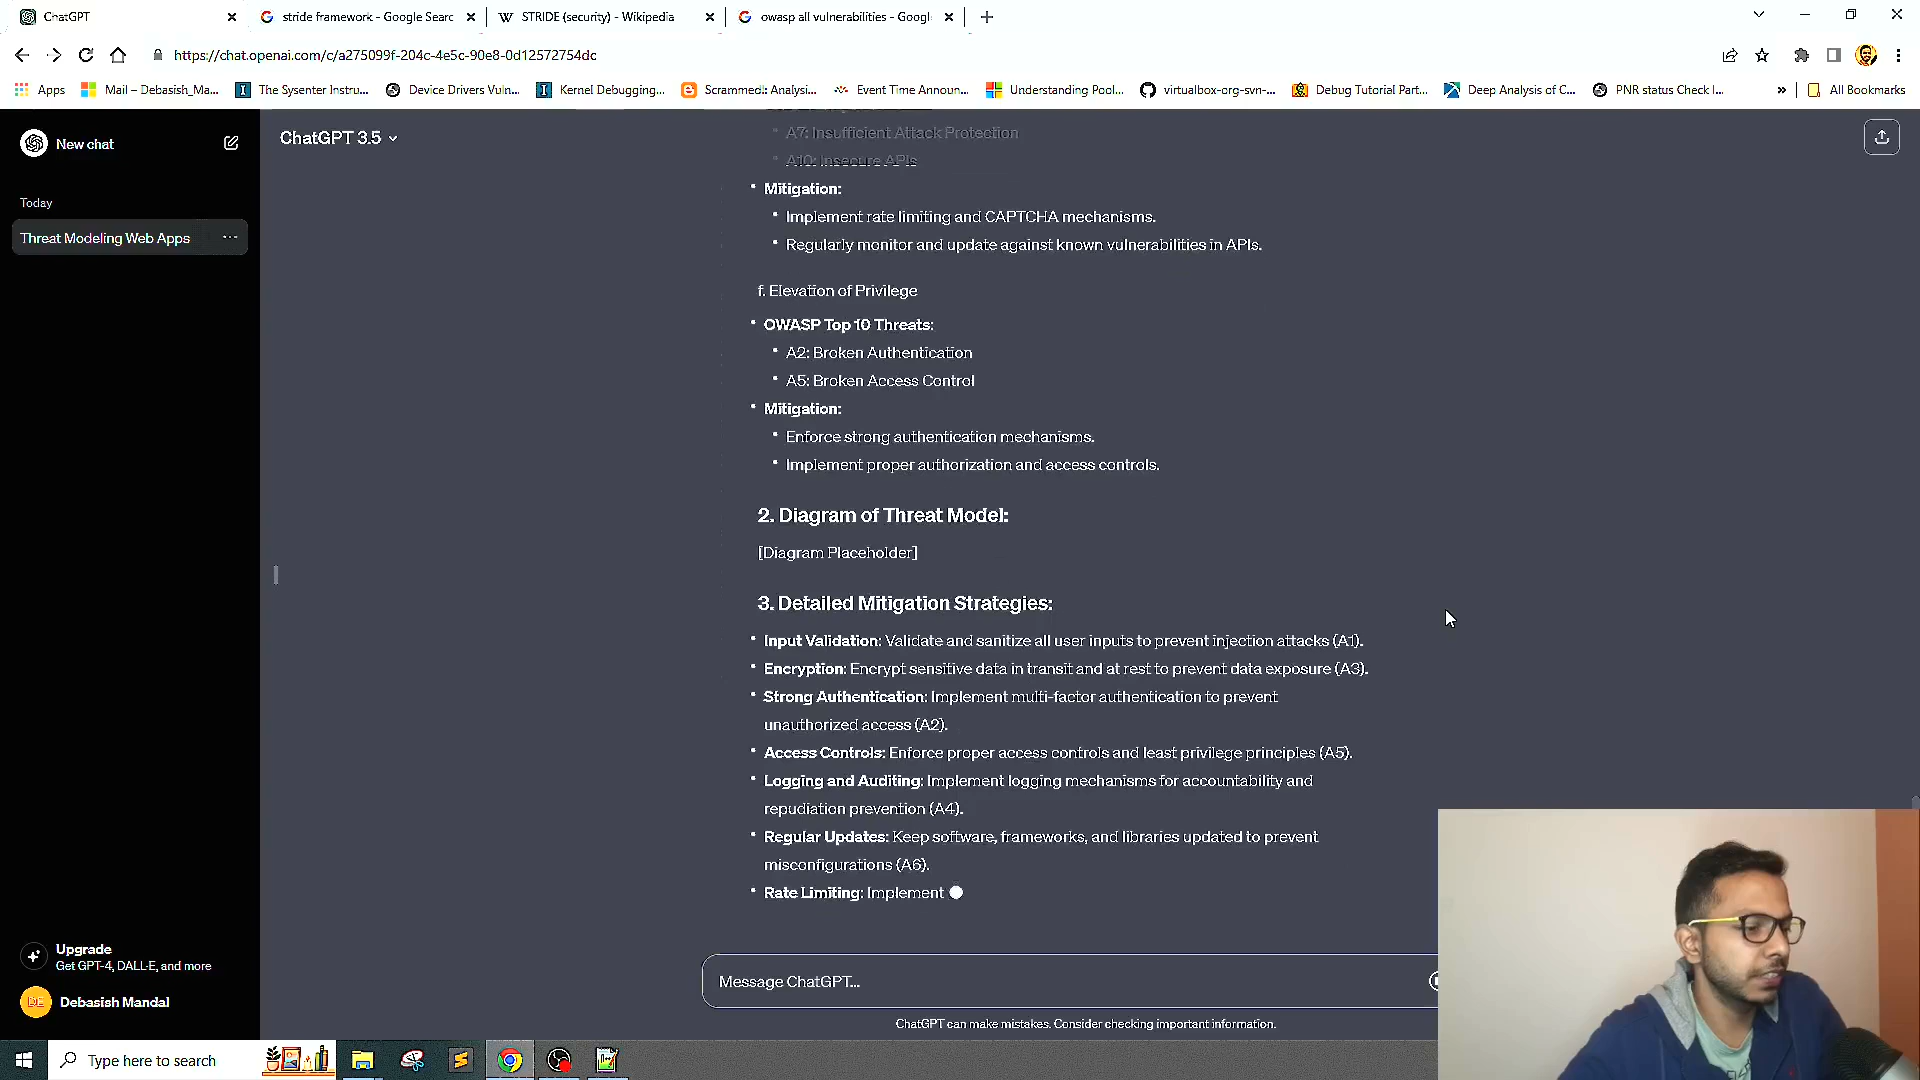 ChatGPT
stride framework - Google Searc
STRIDE (security) - Wikipedia
owasp all vulnerabilities - Googl
https://chat.openai.com/c/a275099f-204c-4e5c-90e8-0d12572754dc
Apps
Mail – Debasish_Ma...
The Sysenter Instru...
Device Drivers Vuln...
Kernel Debugging...
Scrammed: Analysi...
Event Time Announ...
Understanding Pool...
virtualbox-org-svn-...
Debug Tutorial Part...
Deep Analysis of C...
PNR status Check I...
»
All Bookmarks
New chat
Today
Threat Modeling Web Apps
ChatGPT 3.5
A7: Insufficient Attack Protection
A10: Insecure APIs
Mitigation:
Implement rate limiting and CAPTCHA mechanisms.
Regularly monitor and update against known vulnerabilities in APIs.
f. Elevation of Privilege
OWASP Top 10 Threats:
A2: Broken Authentication
A5: Broken Access Control
Mitigation:
Enforce strong authentication mechanisms.
Implement proper authorization and access controls.
2. Diagram of Threat Model:
[Diagram Placeholder]
3. Detailed Mitigation Strategies:
Input Validation: Validate and sanitize all user inputs to prevent injection attacks (A1).
Encryption: Encrypt sensitive data in transit and at rest to prevent data exposure (A3).
Strong Authentication: Implement multi-factor authentication to prevent
unauthorized access (A2).
Access Controls: Enforce proper access controls and least privilege principles (A5).
Logging and Auditing: Implement logging mechanisms for accountability and
repudiation prevention (A4).
Regular Updates: Keep software, frameworks, and libraries updated to prevent
misconfigurations (A6).
Rate Limiting: Implement
Upgrade
Get GPT-4, DALL·E, and more
DE
Debasish Mandal
Message ChatGPT...
ChatGPT can make mistakes. Consider checking important information.
Type here to search